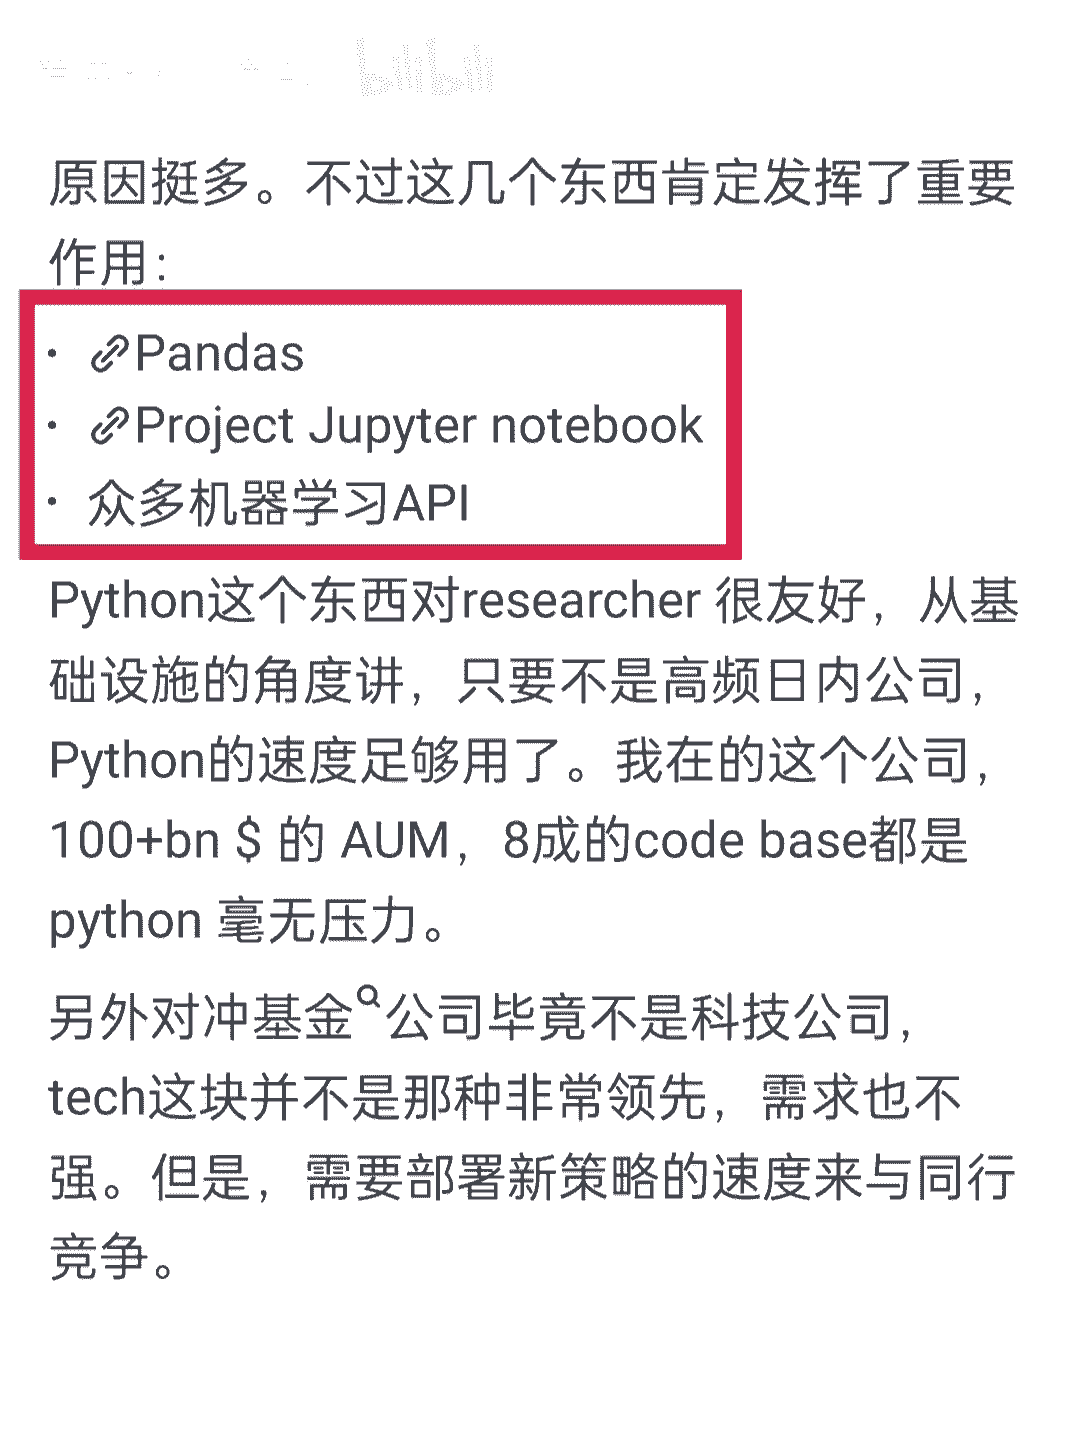 bilibili
原因挺多。不过这几个东西肯定发挥了重要
作用：
· Pandas
· Project Jupyter notebook
· 众多机器学习API
Python这个东西对researcher 很友好，从基
础设施的角度讲，只要不是高频日内公司，
Python的速度足够用了。我在的这个公司，
100+bn $ 的 AUM，8成的code base都是
python 毫无压力。
另外对冲基金公司毕竟不是科技公司，
tech这块并不是那种非常领先，需求也不
强。但是，需要部署新策略的速度来与同行
竞争。